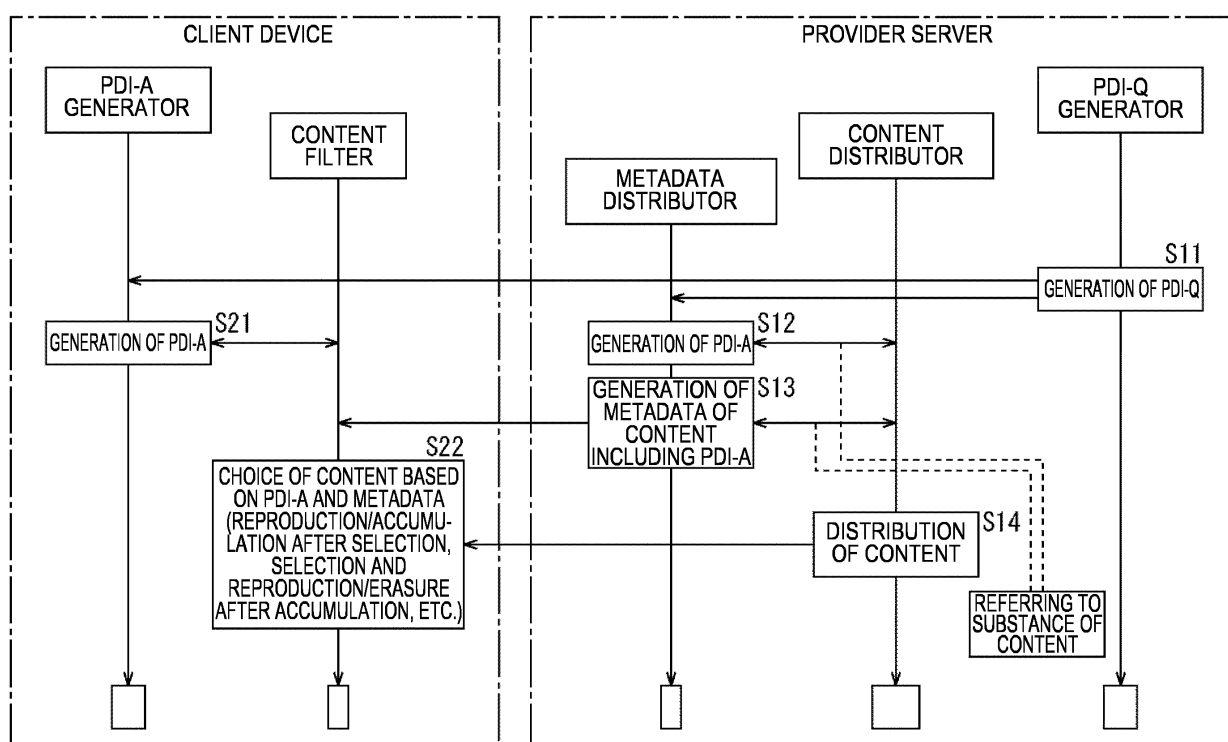 CLIENT DEVICE
PROVIDER SERVER
PDI-A
GENERATOR
CONTENT
FILTER
METADATA
DISTRIBUTOR
CONTENT
DISTRIBUTOR
PDI-Q
GENERATOR
S11
GENERATION OF PDI-Q
S21
GENERATION OF PDI-A
S12
GENERATION OF PDI-A
S13
GENERATION OF
METADATA OF
CONTENT
INCLUDING PDI-A
S22
CHOICE OF CONTENT BASED
ON PDI-A AND METADATA
(REPRODUCTION/ACCUMU-
LATION AFTER SELECTION,
SELECTION AND
REPRODUCTION/ERASURE
AFTER ACCUMULATION, ETC.)
S14
DISTRIBUTION
OF CONTENT
REFERRING TO
SUBSTANCE OF
CONTENT